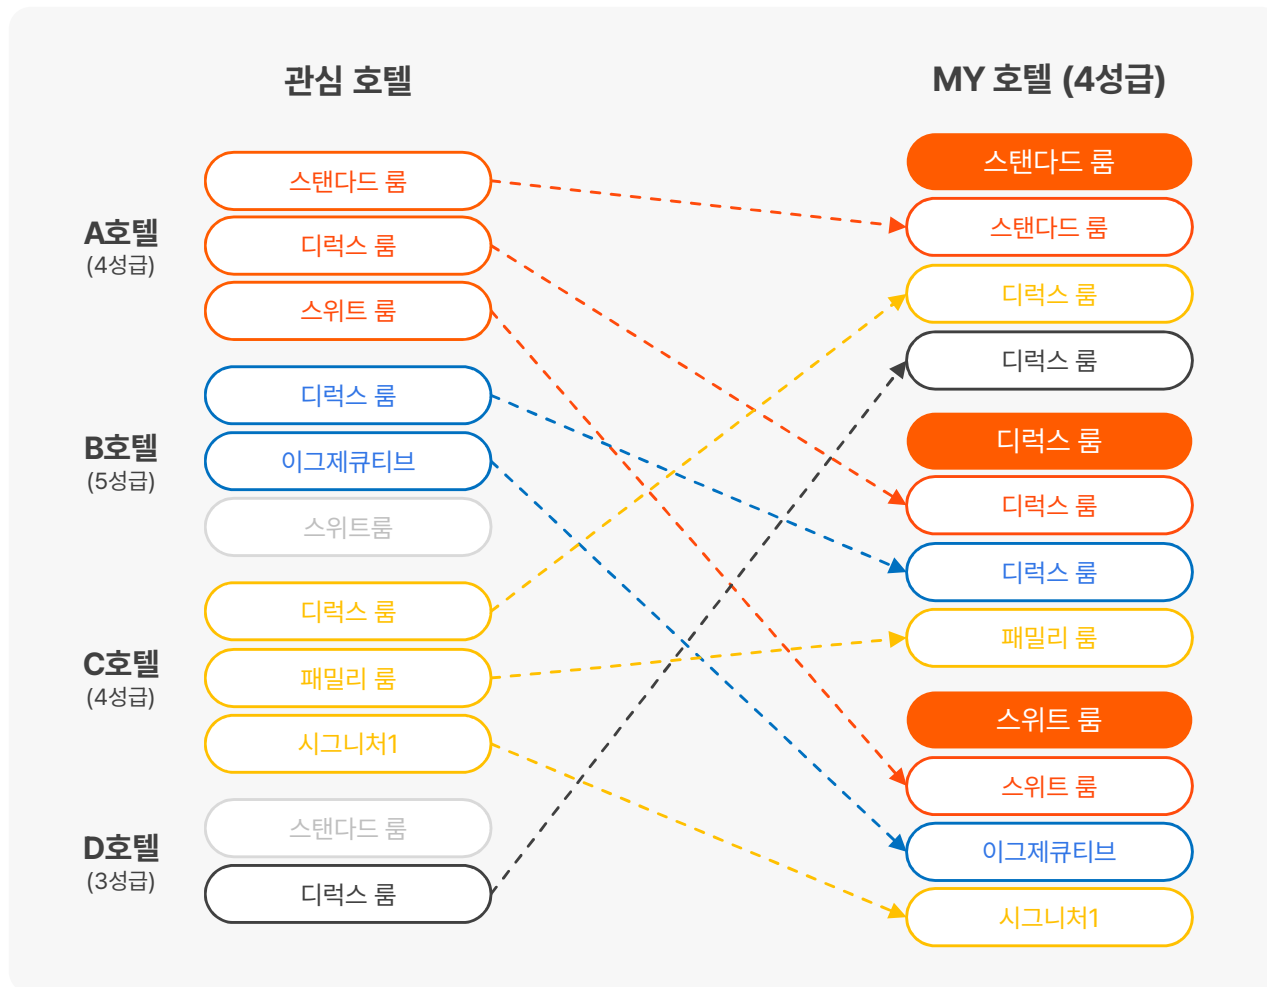 관심 호텔
MY 호텔 (4성급)
A호텔
(4성급)
스탠다드 룸
디럭스 룸
스위트 룸
B호텔
(5성급)
디럭스 룸
이그제큐티브
스위트룸
C호텔
(4성급)
디럭스 룸
패밀리 룸
시그니처1
D호텔
(3성급)
스탠다드 룸
디럭스 룸
스탠다드 룸
스탠다드 룸
디럭스 룸
디럭스 룸
디럭스 룸
디럭스 룸
디럭스 룸
패밀리 룸
스위트 룸
스위트 룸
이그제큐티브
시그니처1